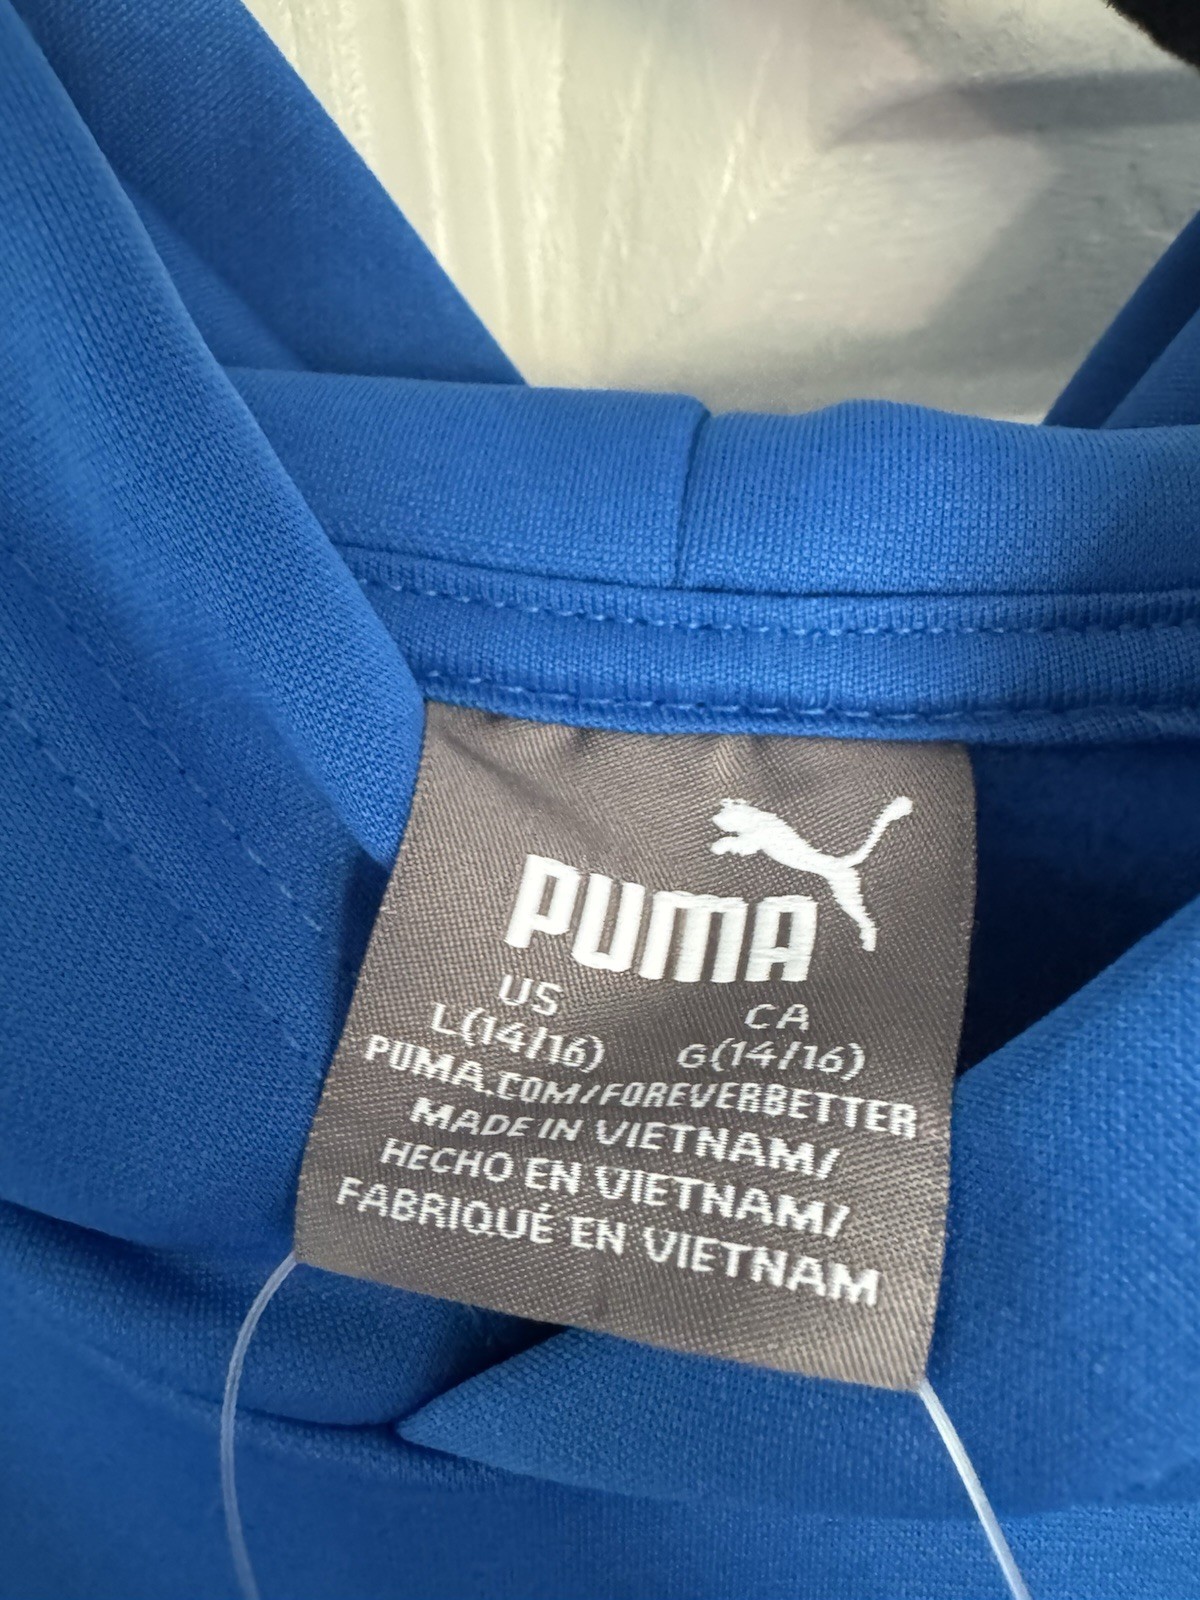 PUMA
US CA
L(14/16) G(14/16)
PUMA.COM/FOREVERBETTER
MADE IN VIETNAM/
HECHO EN VIETNAM/
FABRIQUÉ EN VIETNAM